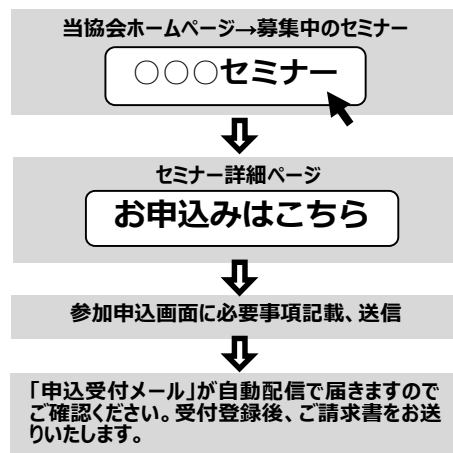 当協会ホームページ→募集中のセミナー
○○○セミナー
セミナー詳細ページ
お申込みはこちら
参加申込画面に必要事項記載、送信
「申込受付メール」が自動配信で届きますので
ご確認ください。受付登録後、ご請求書をお送
りいたします。